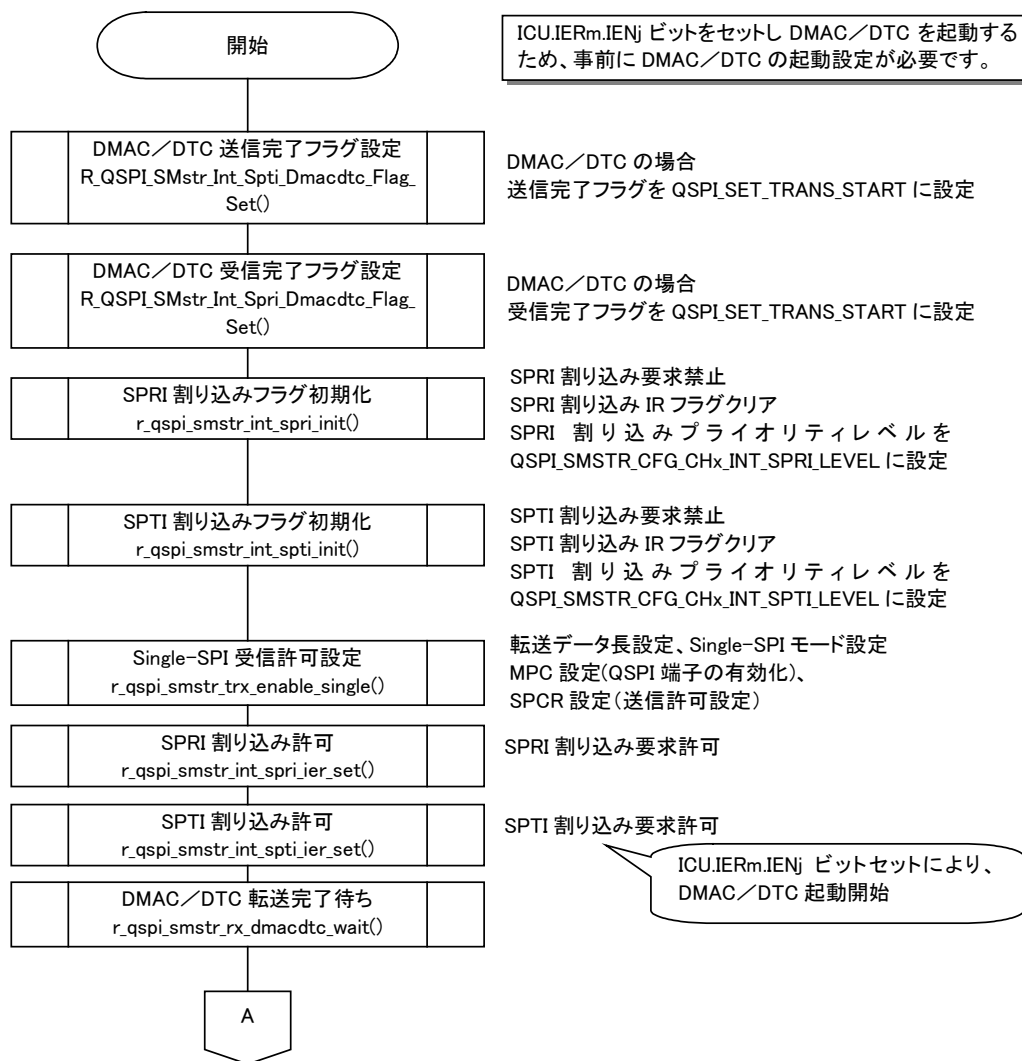 開始
ICU.IERm.IENj ビットをセットし DMAC／DTC を起動する
ため、事前に DMAC／DTC の起動設定が必要です。
DMAC／DTC 送信完了フラグ設定
R_QSPI_SMstr_Int_Spti_Dmacdtc_Flag_
Set()
DMAC／DTC の場合
送信完了フラグを QSPI_SET_TRANS_START に設定
DMAC／DTC 受信完了フラグ設定
R_QSPI_SMstr_Int_Spri_Dmacdtc_Flag_
Set()
DMAC／DTC の場合
受信完了フラグを QSPI_SET_TRANS_START に設定
SPRI 割り込みフラグ初期化
r_qspi_smstr_int_spri_init()
SPRI 割り込み要求禁止
SPRI 割り込み IR フラグクリア
SPRI 割り込みプライオリティレベルを
QSPI_SMSTR_CFG_CHx_INT_SPRI_LEVEL に設定
SPTI 割り込みフラグ初期化
r_qspi_smstr_int_spti_init()
SPTI 割り込み要求禁止
SPTI 割り込み IR フラグクリア
SPTI 割り込みプライオリティレベルを
QSPI_SMSTR_CFG_CHx_INT_SPTI_LEVEL に設定
Single-SPI 受信許可設定
r_qspi_smstr_trx_enable_single()
転送データ長設定、Single-SPI モード設定
MPC 設定(QSPI 端子の有効化)、
SPCR 設定（送信許可設定）
SPRI 割り込み許可
r_qspi_smstr_int_spri_ier_set()
SPRI 割り込み要求許可
SPTI 割り込み許可
r_qspi_smstr_int_spti_ier_set()
SPTI 割り込み要求許可
ICU.IERm.IENj ビットセットにより、
DMAC／DTC 起動開始
DMAC／DTC 転送完了待ち
r_qspi_smstr_rx_dmacdtc_wait()
A